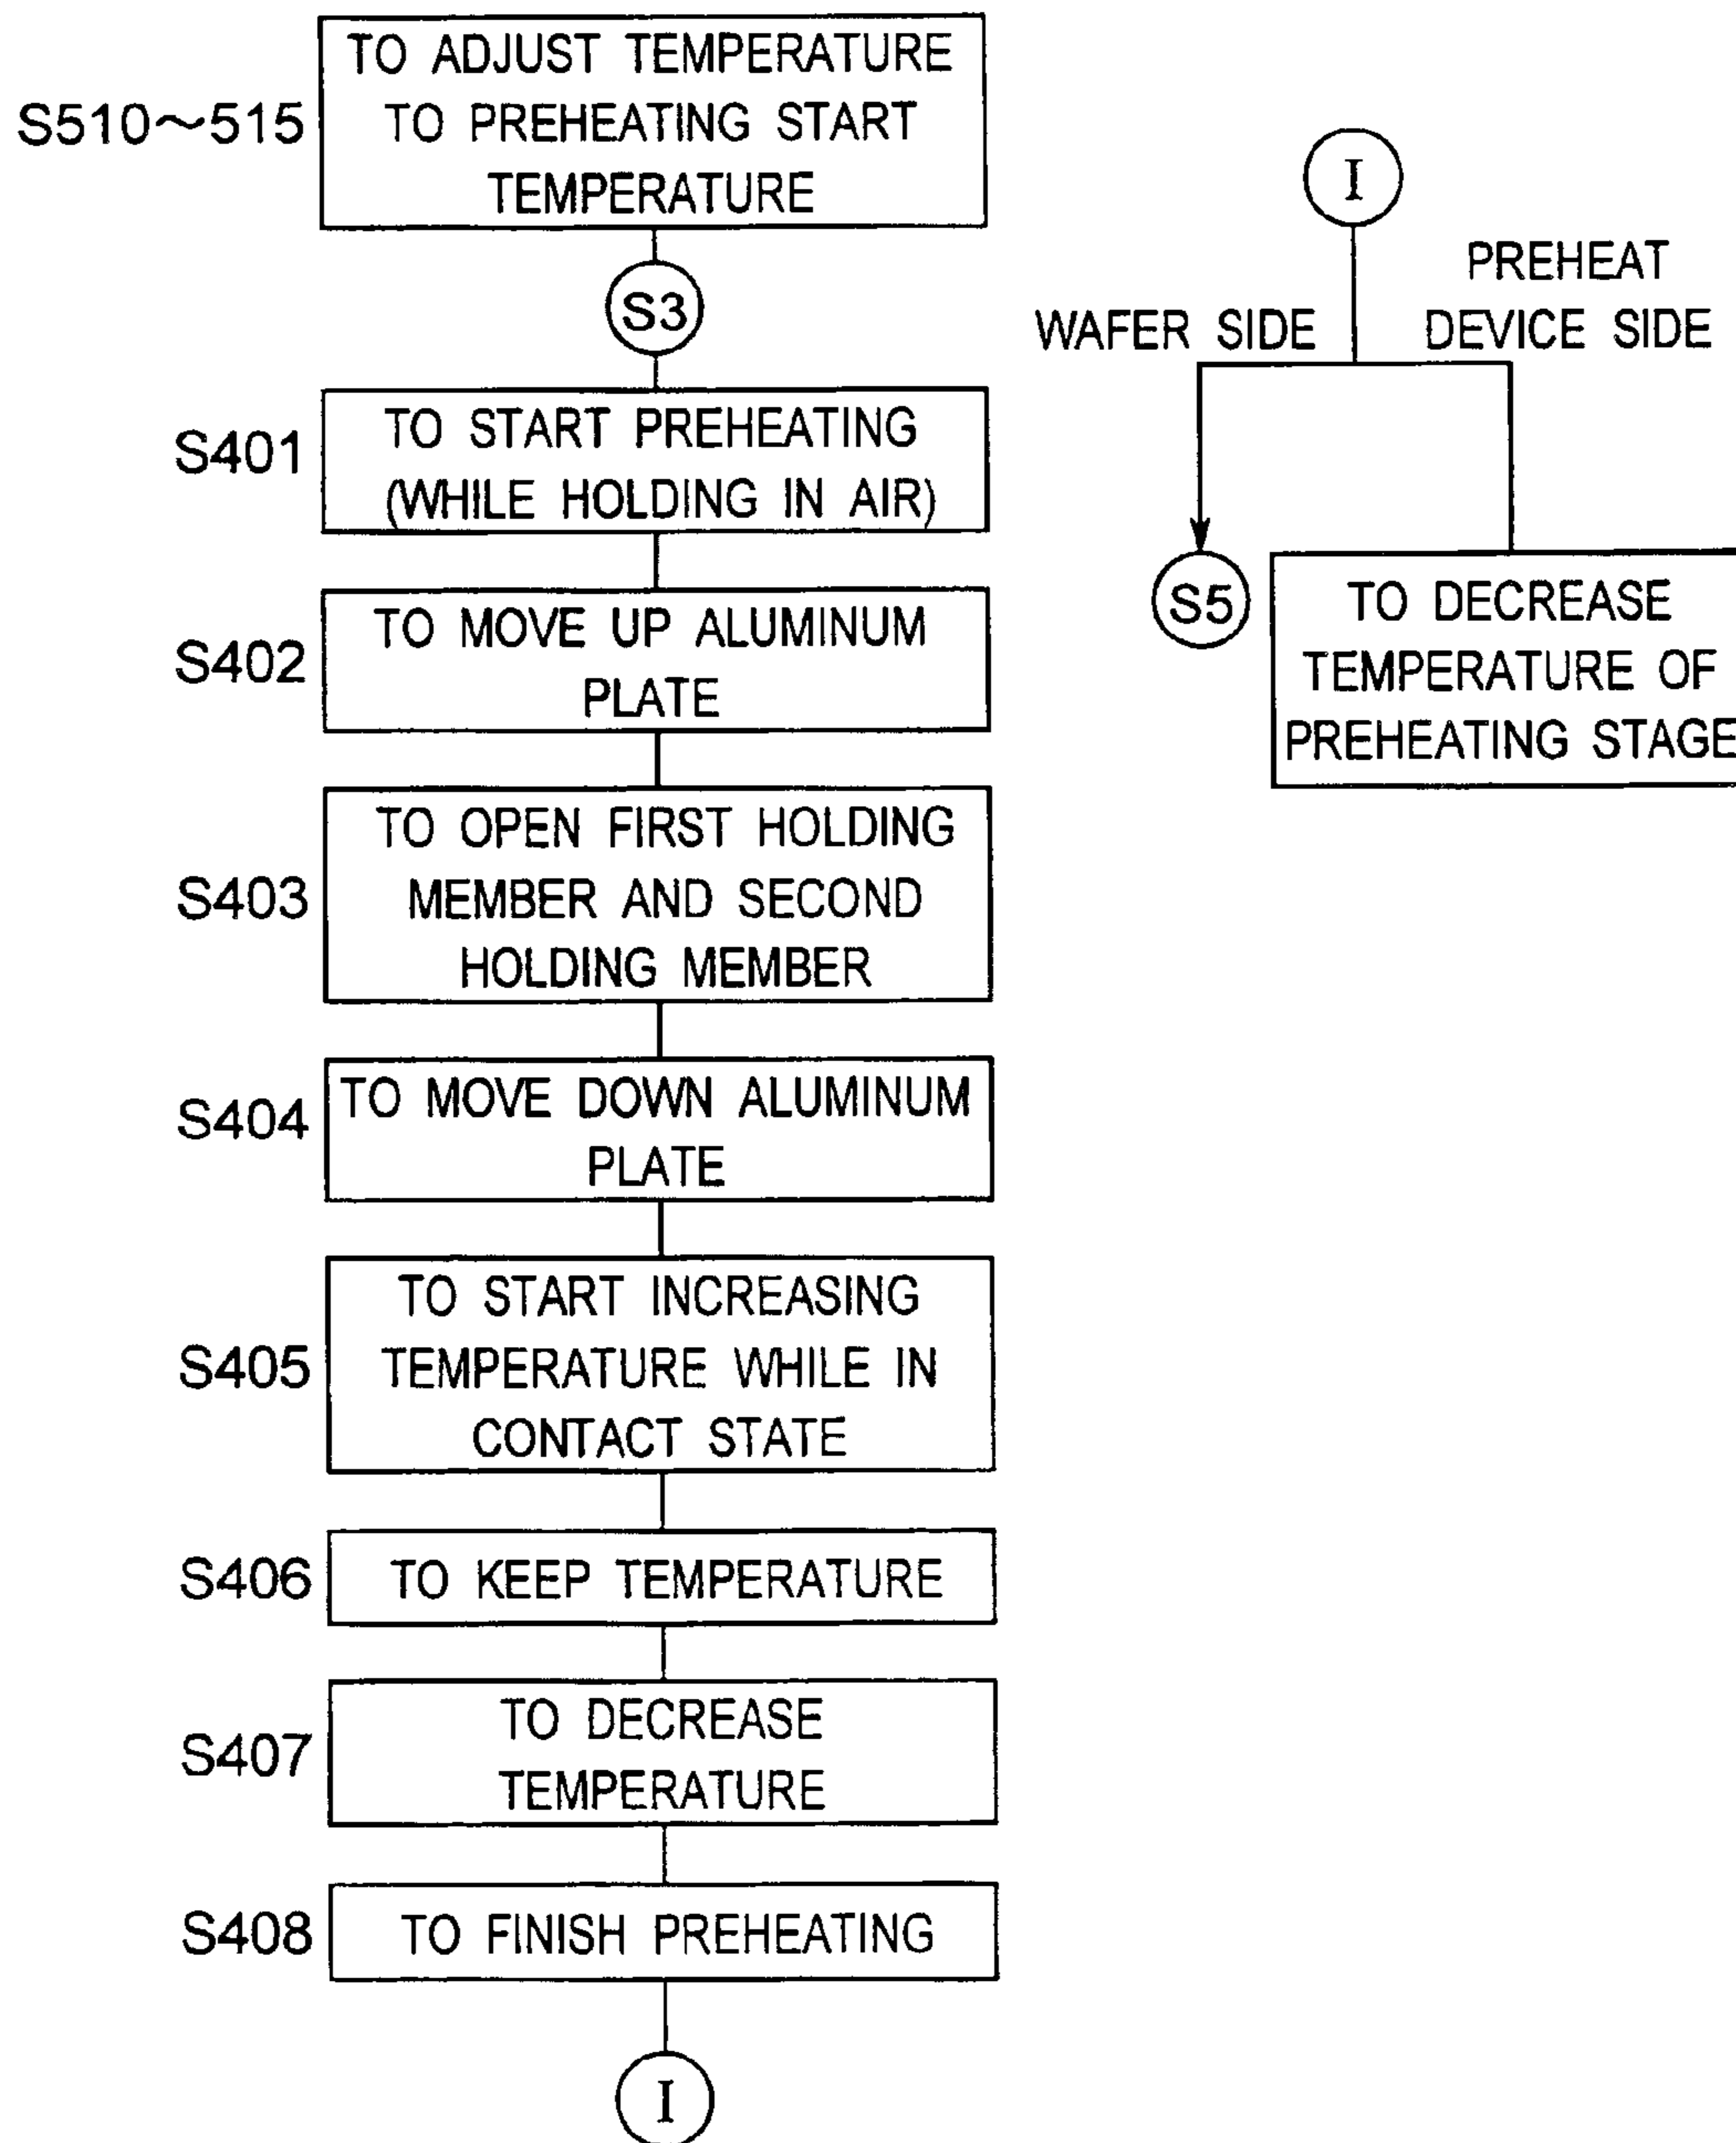 S510～515
TO ADJUST TEMPERATURE
TO PREHEATING START
TEMPERATURE
S3
S401
TO START PREHEATING
(WHILE HOLDING IN AIR)
S402
TO MOVE UP ALUMINUM
PLATE
S403
TO OPEN FIRST HOLDING
MEMBER AND SECOND
HOLDING MEMBER
S404
TO MOVE DOWN ALUMINUM
PLATE
S405
TO START INCREASING
TEMPERATURE WHILE IN
CONTACT STATE
S406
TO KEEP TEMPERATURE
S407
TO DECREASE
TEMPERATURE
S408
TO FINISH PREHEATING
I
I
WAFER SIDE
PREHEAT
DEVICE SIDE
S5
TO DECREASE
TEMPERATURE OF
PREHEATING STAGE